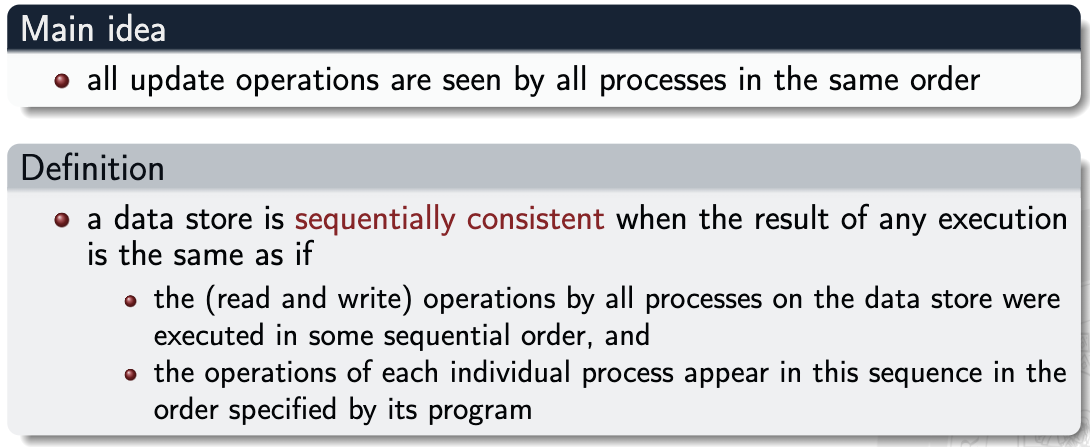 Main idea
all update operations are seen by all processes in the same order
Definition
a data store is sequentially consistent when the result of any execution
is the same as if
the (read and write) operations by all processes on the data store were
executed in some sequential order, and
the operations of each individual process appear in this sequence in the
order specified by its program